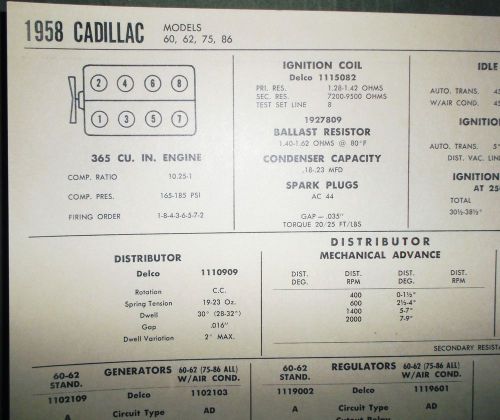 1958 CADILLAC MODELS
60, 62, 75, 86
2 4 6 8
1 3 5 7
365 CU. IN. ENGINE
COMP. RATIO 10.25-1
COMP. PRES. 165-185 PSI
FIRING ORDER 1-8-4-3-6-5-7-2
IGNITION COIL
Delco 1115082
PRI. RES. 1.28-1.42 OHMS
SEC. RES. 7200-9500 OHMS
TEST SET LINE 8
1927809
BALLAST RESISTOR
1.40-1.62 OHMS @ 80°F
CONDENSER CAPACITY
.18-23 MFD
SPARK PLUGS
AC 44
GAP—.035"
TORQUE 20/25 FT/LBS
IDLE
AUTO. TRANS.
W/AIR COND.
IGNITION
AUTO. TRANS. 5°
DIST. VAC. LINE
IGNITION
AT 25
TOTAL
30½-38½°
DISTRIBUTOR
Delco 1110909
Rotation C.C.
Spring Tension 19-23 Oz.
Dwell 30° (28-32°)
Gap .016"
Dwell Variation 2° MAX.
DISTRIBUTOR
MECHANICAL ADVANCE
DIST. DEG. DIST. RPM DIST. DEG. DIST. RPM
400 0-1½°
600 2½-4°
1400 5-7°
2000 7-9°
SECONDARY RESISTA
GENERATORS
60-62 STAND. 60-62 (75-86 ALL) W/AIR COND.
1102109 Delco 1102103
A Circuit Type AD
REGULATORS
60-62 STAND. 60-62 (75-86 ALL) W/AIR COND.
1119002 Delco 1119601
A Circuit Type AD
Cutout Relay